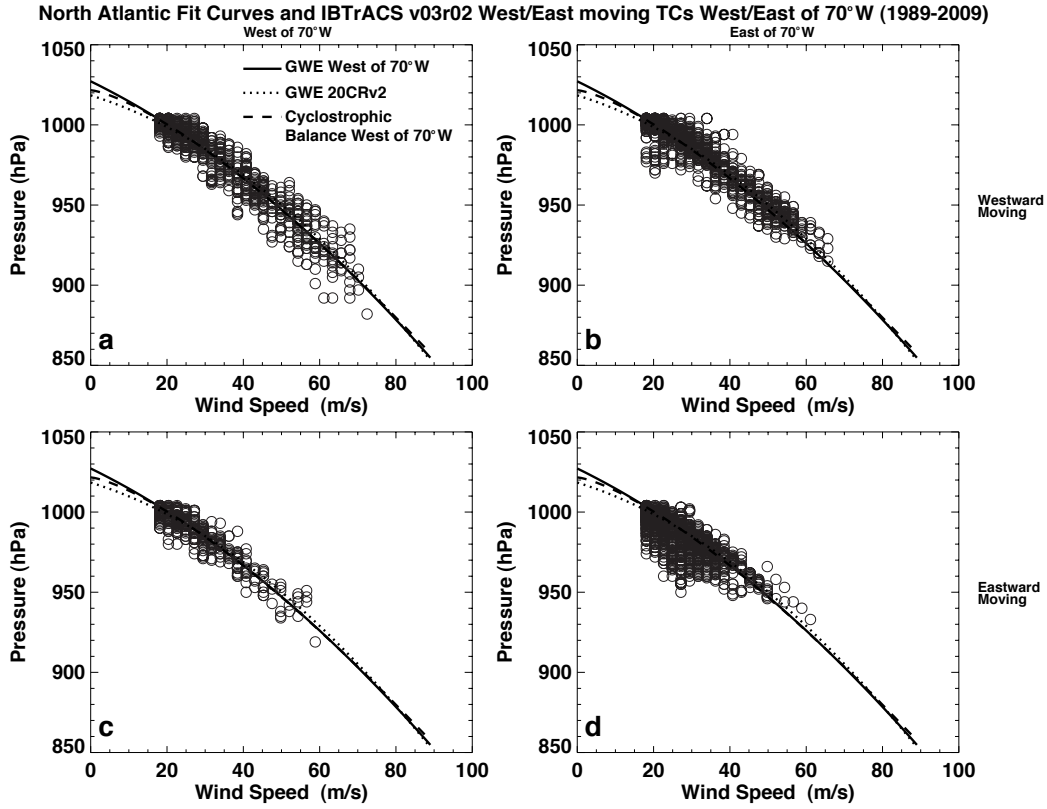 North Atlantic Fit Curves and IBTrACS v03r02 West/East moving TCs West/East of 70°W (1989-2009)
West of 70°W
East of 70°W
1050
1000
950
900
850
Pressure (hPa)
GWE West of 70°W
GWE 20CRv2
Cyclostrophic
Balance West of 70°W
a
0 20 40 60 80 100
Wind Speed (m/s)
1050
1000
950
900
850
Pressure (hPa)
b
0 20 40 60 80 100
Wind Speed (m/s)
Westward
Moving
1050
1000
950
900
850
Pressure (hPa)
c
0 20 40 60 80 100
Wind Speed (m/s)
1050
1000
950
900
850
Pressure (hPa)
d
0 20 40 60 80 100
Wind Speed (m/s)
Eastward
Moving